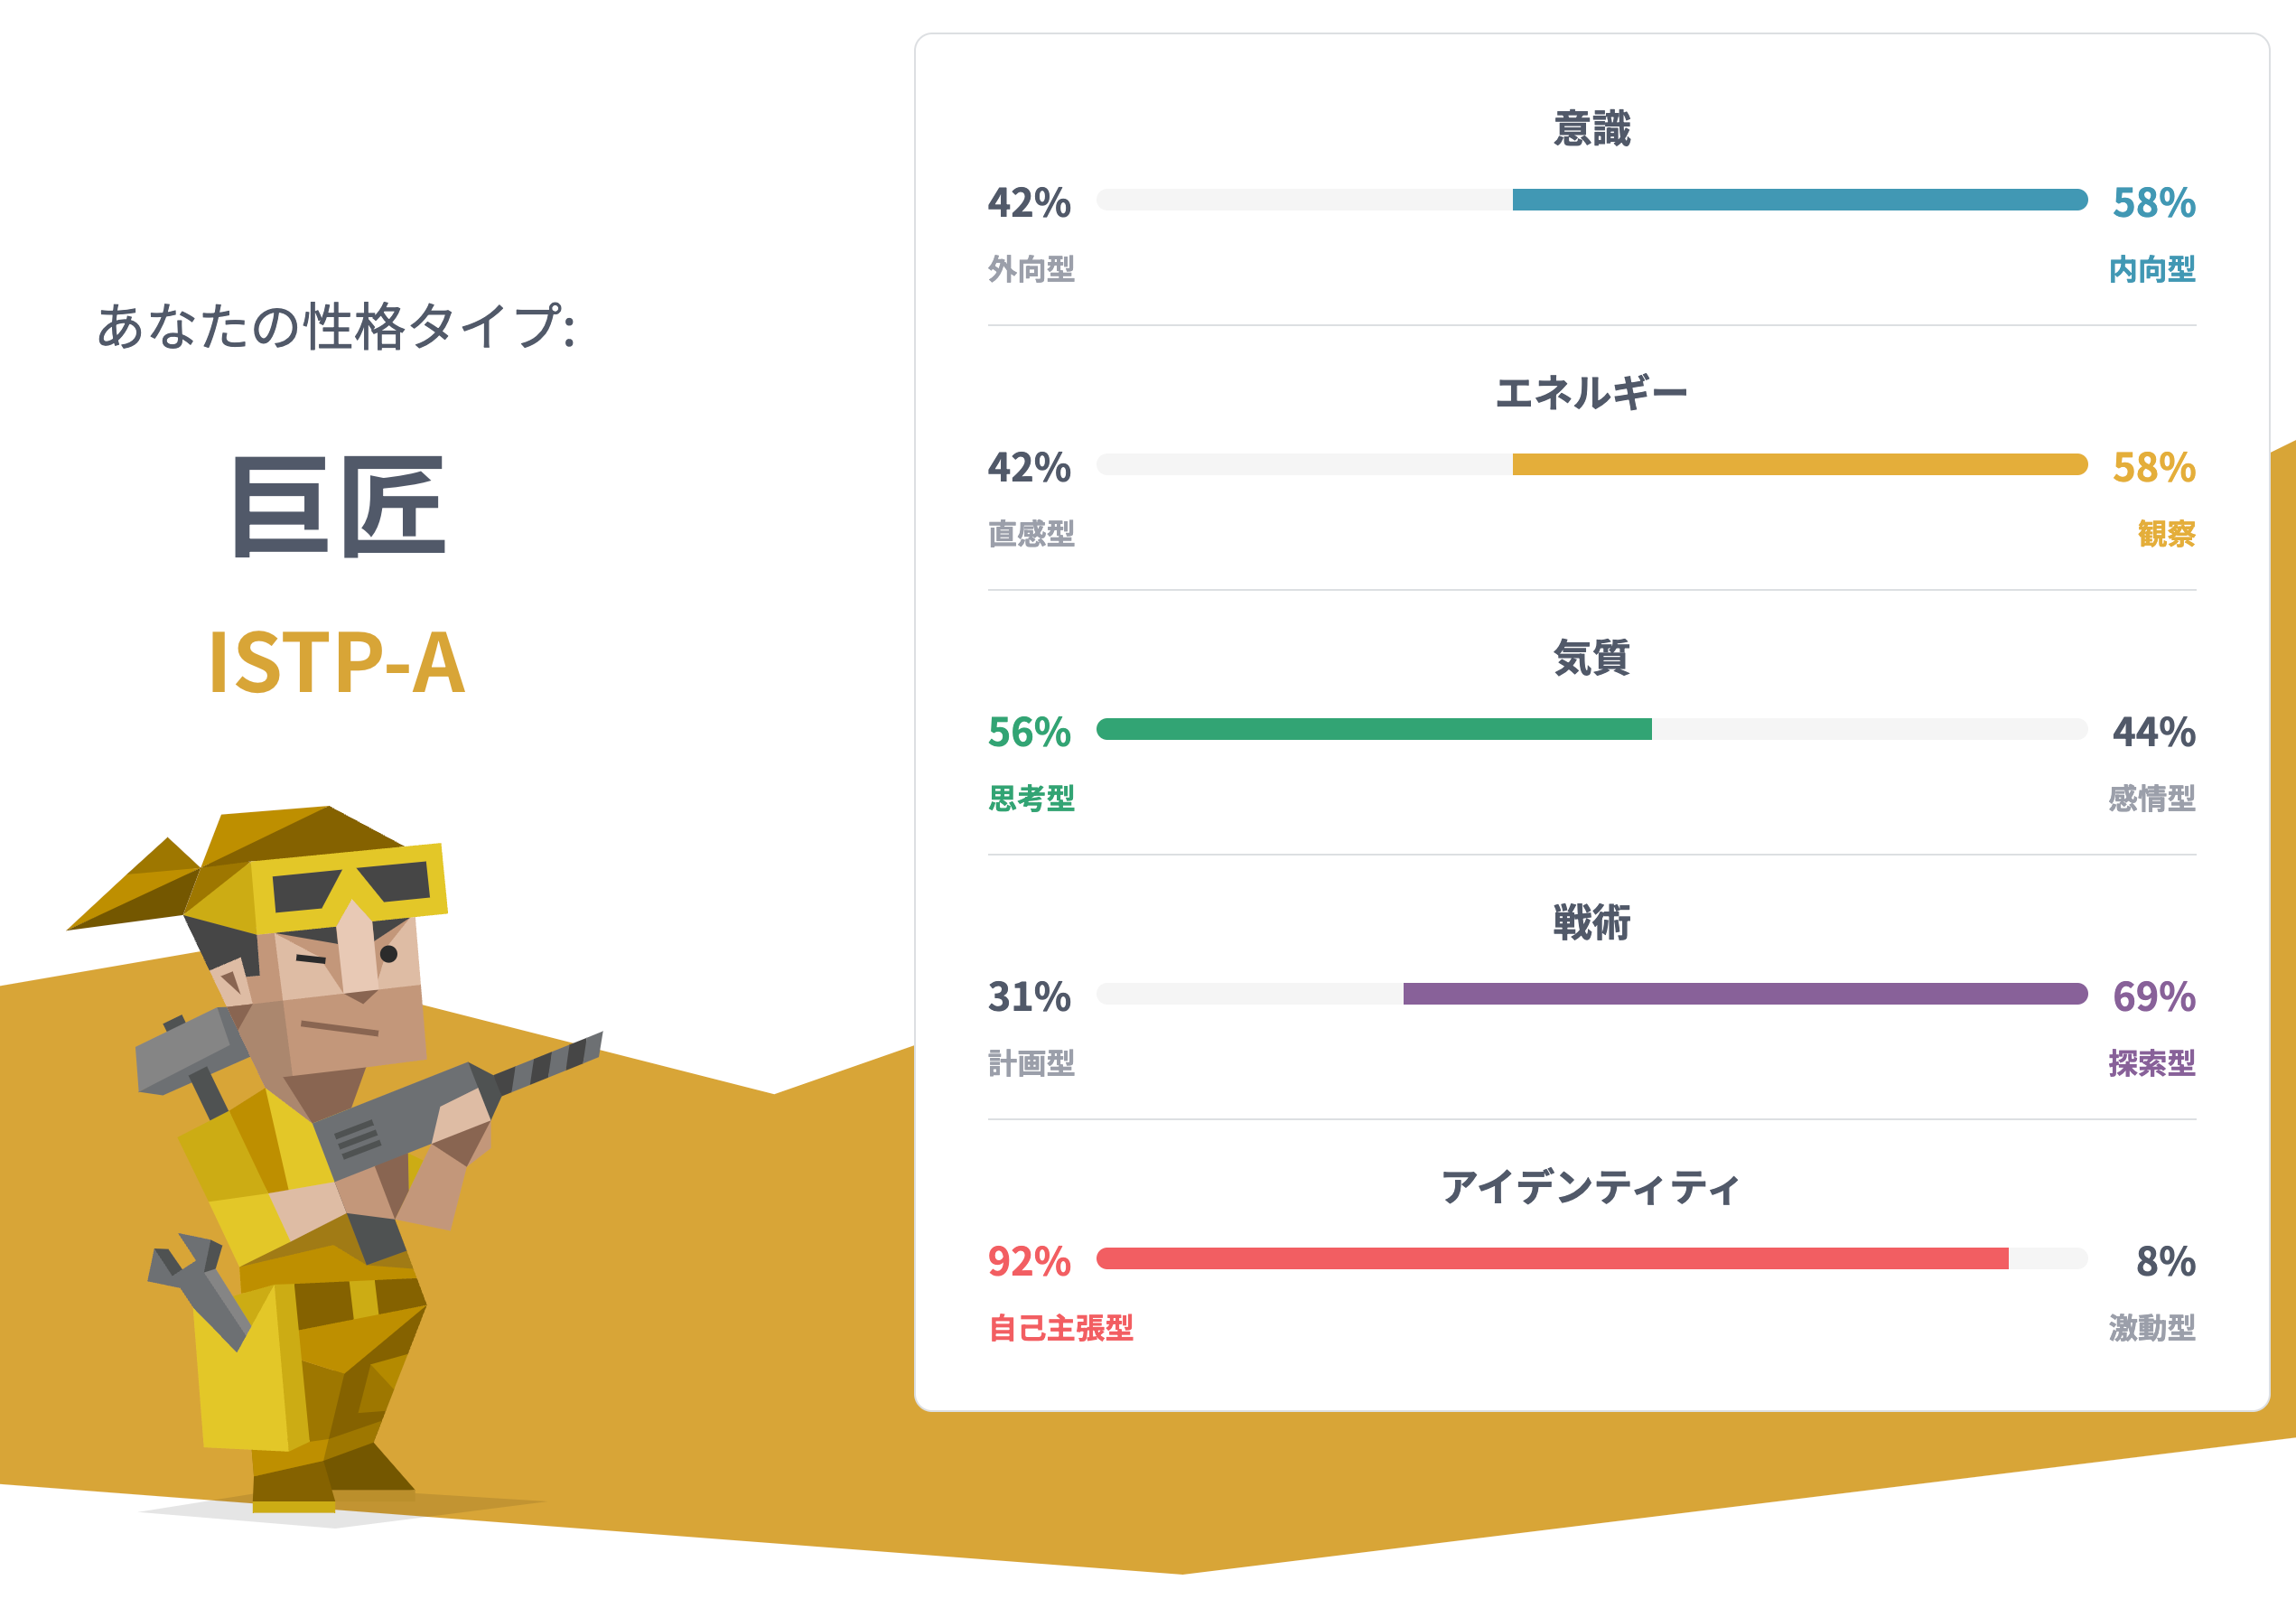 あなたの性格タイプ:
巨匠
ISTP-A
意識
42% 58%
外向型 内向型
エネルギー
42% 58%
直感型 観察
気質
56% 44%
思考型 感情型
戦術
31% 69%
計画型 探索型
アイデンティティ
92% 8%
自己主張型 激動型